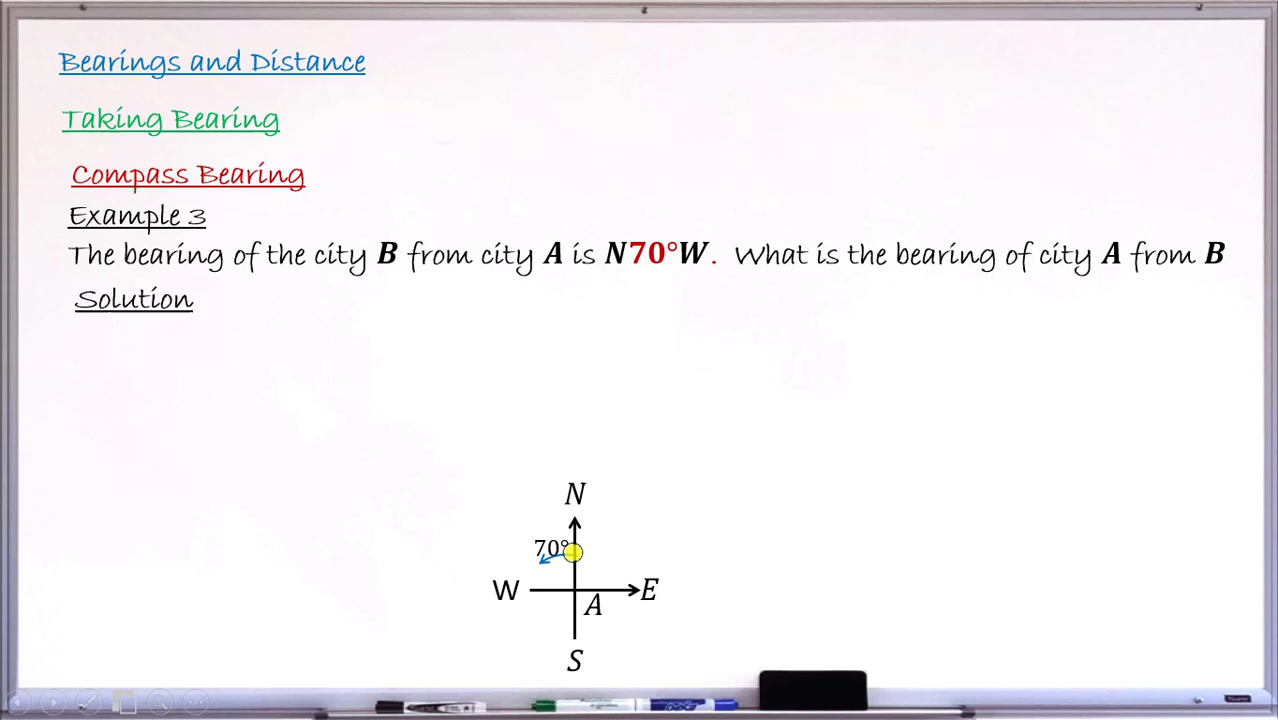 Bearings and Distance
Taking Bearing
Compass Bearing
Example 3
The bearing of the city B from city A is N70°W. What is the bearing of city A from B
Solution
N
70°
W E
A
S